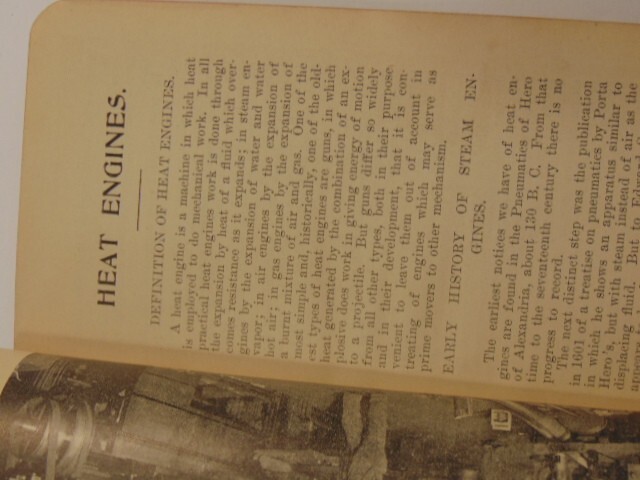 HEAT ENGINES.
DEFINITION OF HEAT ENGINES.
A heat engine is a machine in which heat
is employed to do mechanical work. In all
practical heat engines work is done through
the expansion by heat of a fluid which over-
comes resistance as it expands; in steam en-
gines by the expansion of water and water
vapor; in air engines by the expansion of
hot air; in gas engines by the expansion of
a burnt mixture of air and gas. One of the
most simple and, historically, one of the old-
est types of heat engines are guns, in which
heat generated by the combination of an ex-
plosive does work in giving energy of motion
to a projectile. But guns differ so widely
from all other types, both in their purpose
and in their development, that it is con-
venient to leave them out of account in
treating of engines which may serve as
prime movers to other mechanism.
EARLY HISTORY OF STEAM EN-
GINES.
The earliest notices we have of heat en-
gines are found in the Pneumatics of Hero
of Alexandria, about 130 B. C. From that
time to the seventeenth century there is no
progress to record.
The next distinct step was the publication
in 1601 of a treatise on pneumatics by Porta
in which he shows an apparatus similar to
Hero's, but with steam instead of air as the
displacing fluid. But to
appears